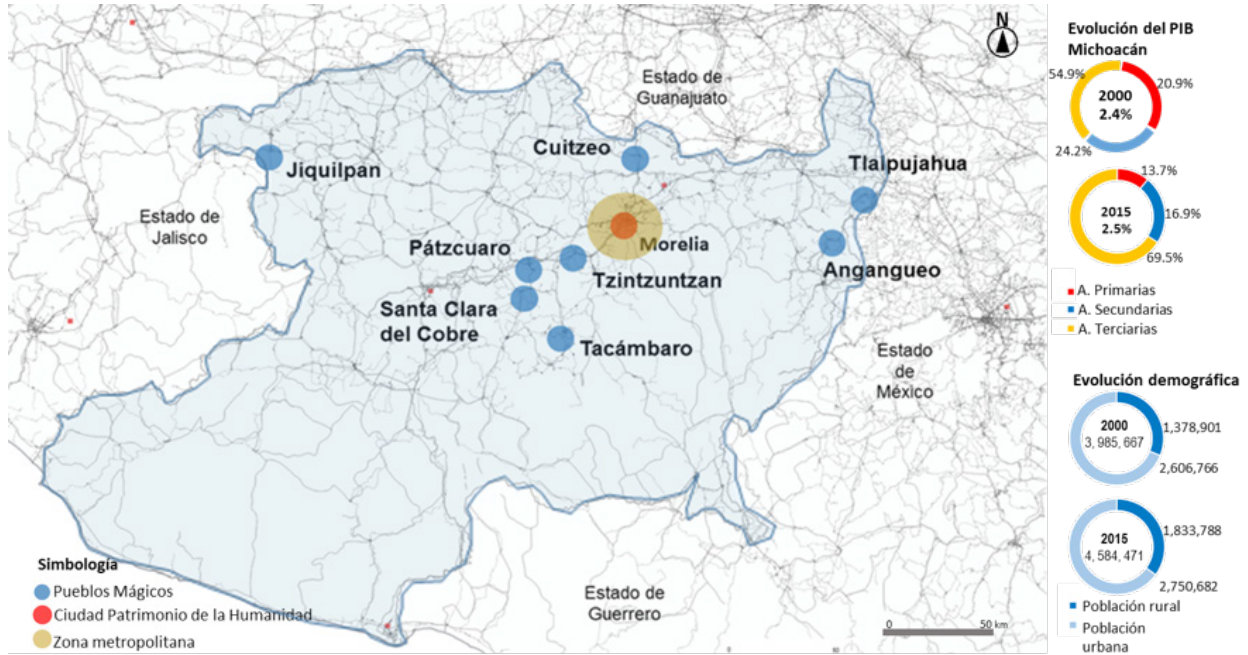 N
Estado de
Guanajuato
Cuitzeo
Tlalpujahua
Jiquilpan
Estado de
Jalisco
Pátzcuaro
Morelia
Tzintzuntzan
Angangueo
Santa Clara
del Cobre
Tacámbaro
Estado
de
México
Estado de
Guerrero
Simbología
Pueblos Mágicos
Ciudad Patrimonio de la Humanidad
Zona metropolitana
0 50 km
Evolución del PIB
Michoacán
54.9%
20.9%
2000
2.4%
24.2%
13.7%
2015
2.5%
16.9%
69.5%
A. Primarias
A. Secundarias
A. Terciarias
Evolución demográfica
2000
3,985,667
1,378,901
2,606,766
2015
4,584,471
1,833,788
2,750,682
Población rural
Población
urbana